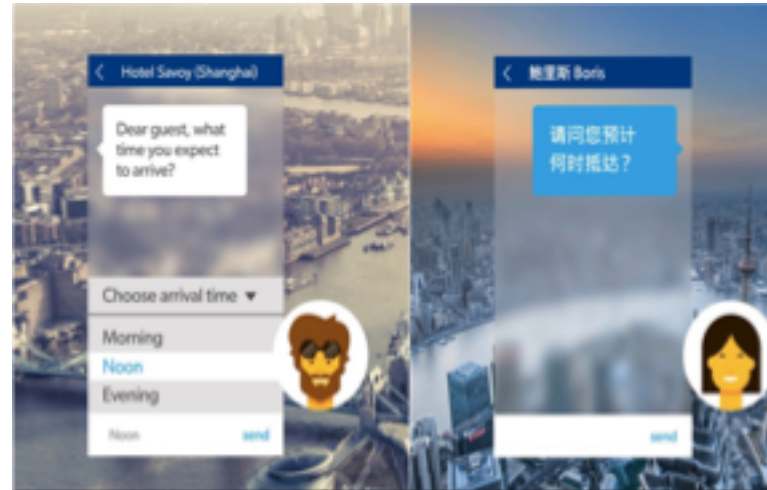 Hotel Savoy (Shanghai)
Dear guest, what
time you expect
to arrive?
Choose arrival time
Morning
Noon
Evening
Noon
send
鲍里斯 Boris
请问您预计
何时抵达？
send